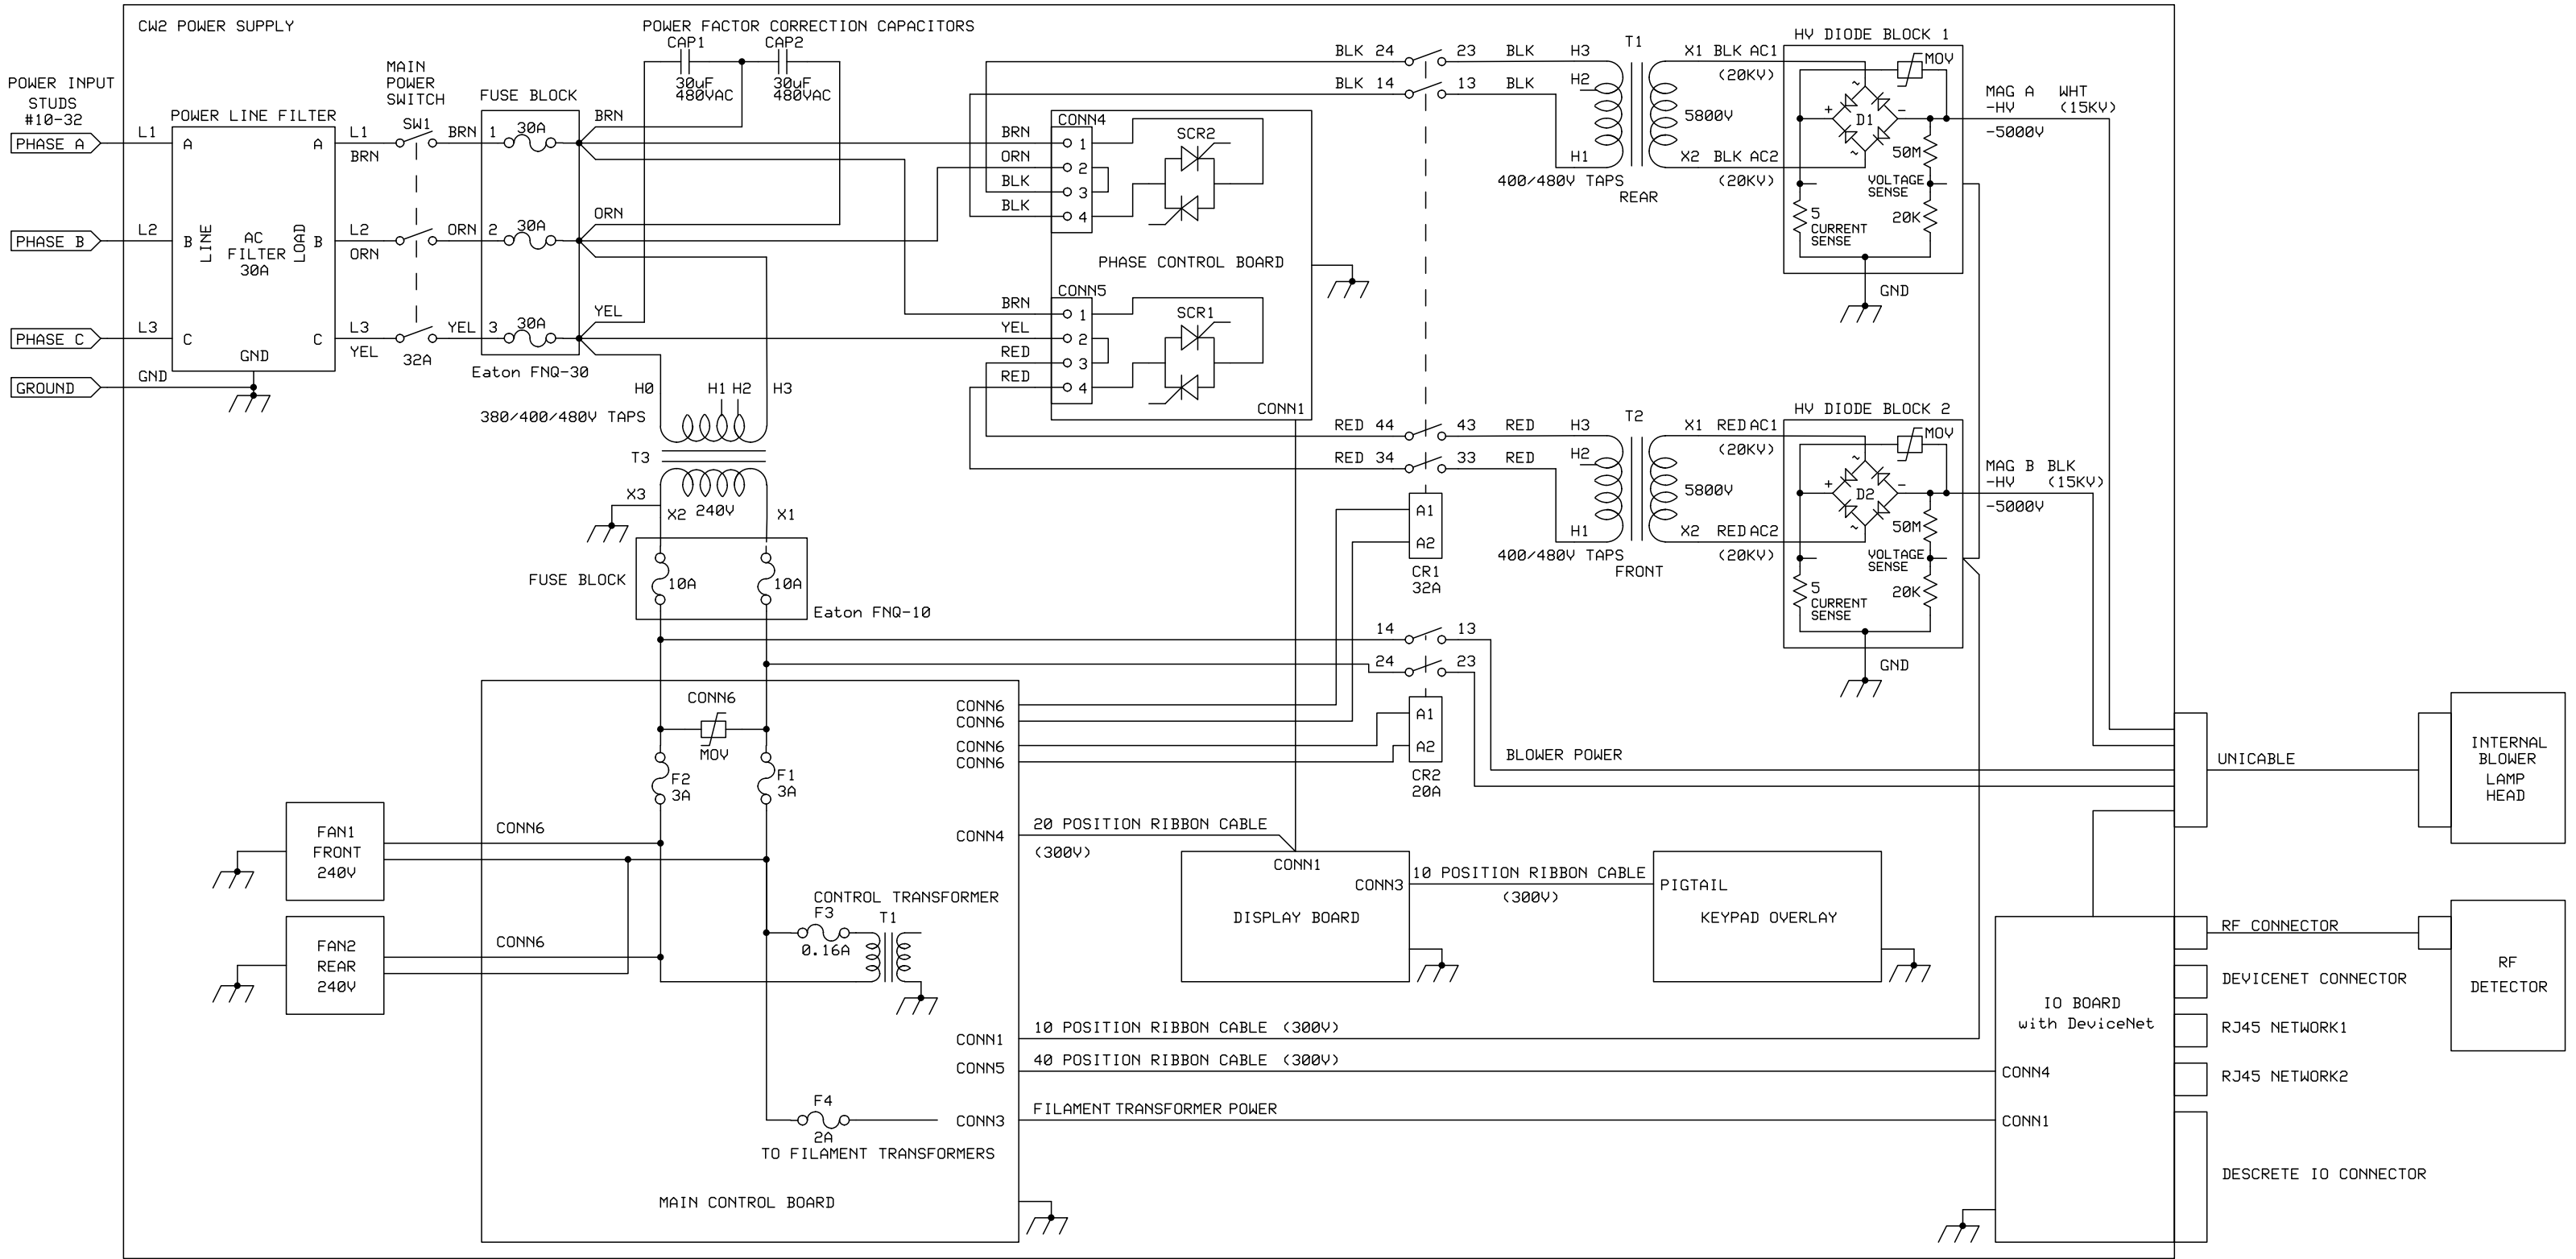 CW2 POWER SUPPLY
POWER INPUT
STUDS
#10-32
PHASE A
PHASE B
PHASE C
GROUND
L1
L2
L3
GND
POWER LINE FILTER
A
A
B
B
C
C
LINE
AC
FILTER
30A
LOAD
GND
L1
BRN
L2
ORN
L3
YEL
MAIN
POWER
SWITCH
SW1
32A
BRN
ORN
YEL
FUSE BLOCK
1
30A
2
30A
3
30A
Eaton FNQ-30
POWER FACTOR CORRECTION CAPACITORS
CAP1
30uF
480VAC
CAP2
30uF
480VAC
BRN
ORN
YEL
H0
H1
H2
H3
380/400/480V TAPS
T3
X3
X2
240V
X1
FUSE BLOCK
10A
10A
Eaton FNQ-10
CONN4
BRN
ORN
BLK
BLK
1
2
3
4
SCR2
PHASE CONTROL BOARD
CONN5
BRN
YEL
RED
RED
1
2
3
4
SCR1
CONN1
BLK 24
23
BLK
BLK 14
13
BLK
RED 44
43
RED
RED 34
33
RED
A1
A2
CR1
32A
14
13
24
23
A1
A2
CR2
20A
T1
H3
H2
H1
400/480V TAPS
REAR
5800V
X1 BLK AC1
(20KV)
X2 BLK AC2
(20KV)
HV DIODE BLOCK 1
MOV
~
+
D1
-
~
50M
VOLTAGE
SENSE
5
CURRENT
SENSE
20K
GND
MAG A WHT
-HV (15KV)
-5000V
T2
H3
H2
H1
400/480V TAPS
FRONT
5800V
X1 RED AC1
(20KV)
X2 RED AC2
(20KV)
HV DIODE BLOCK 2
MOV
~
+
D2
-
~
50M
VOLTAGE
SENSE
5
CURRENT
SENSE
20K
GND
MAG B BLK
-HV (15KV)
-5000V
BLOWER POWER
CONN6
MOV
F2
3A
F1
3A
CONN6
CONN6
CONN6
CONN6
FAN1
FRONT
240V
CONN6
FAN2
REAR
240V
CONN6
CONTROL TRANSFORMER
F3
0.16A
T1
CONN4
20 POSITION RIBBON CABLE
(300V)
CONN1
CONN3
DISPLAY BOARD
10 POSITION RIBBON CABLE
(300V)
PIGTAIL
KEYPAD OVERLAY
CONN1
10 POSITION RIBBON CABLE (300V)
CONN5
40 POSITION RIBBON CABLE (300V)
CONN3
FILAMENT TRANSFORMER POWER
F4
2A
TO FILAMENT TRANSFORMERS
MAIN CONTROL BOARD
IO BOARD
with DeviceNet
CONN4
CONN1
UNICABLE
INTERNAL
BLOWER
LAMP
HEAD
RF CONNECTOR
RF
DETECTOR
DEVICENET CONNECTOR
RJ45 NETWORK1
RJ45 NETWORK2
DESCRETE IO CONNECTOR